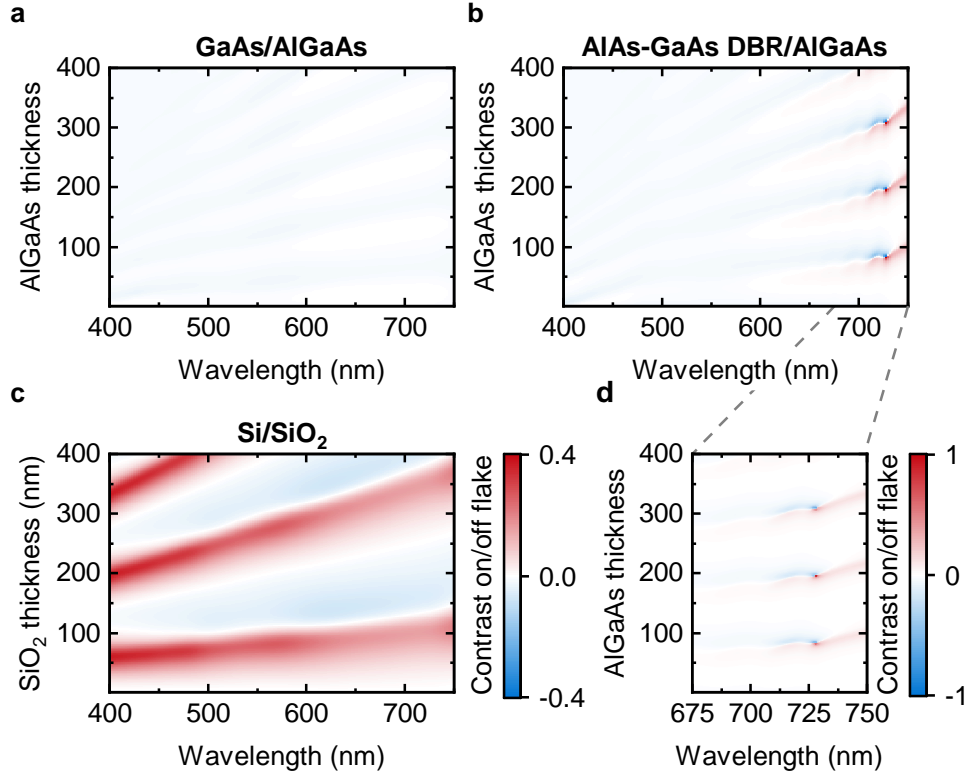 a
GaAs/AlGaAs
AlGaAs thickness
400
300
200
100
400
500
600
700
Wavelength (nm)
b
AlAs-GaAs DBR/AlGaAs
AlGaAs thickness
400
300
200
100
400
500
600
700
Wavelength (nm)
c
Si/SiO₂
SiO₂ thickness (nm)
400
300
200
100
400
500
600
700
Wavelength (nm)
Contrast on/off flake
0.4
0.0
-0.4
d
AlGaAs thickness
400
300
200
100
675
700
725
750
Wavelength (nm)
Contrast on/off flake
1
0
-1